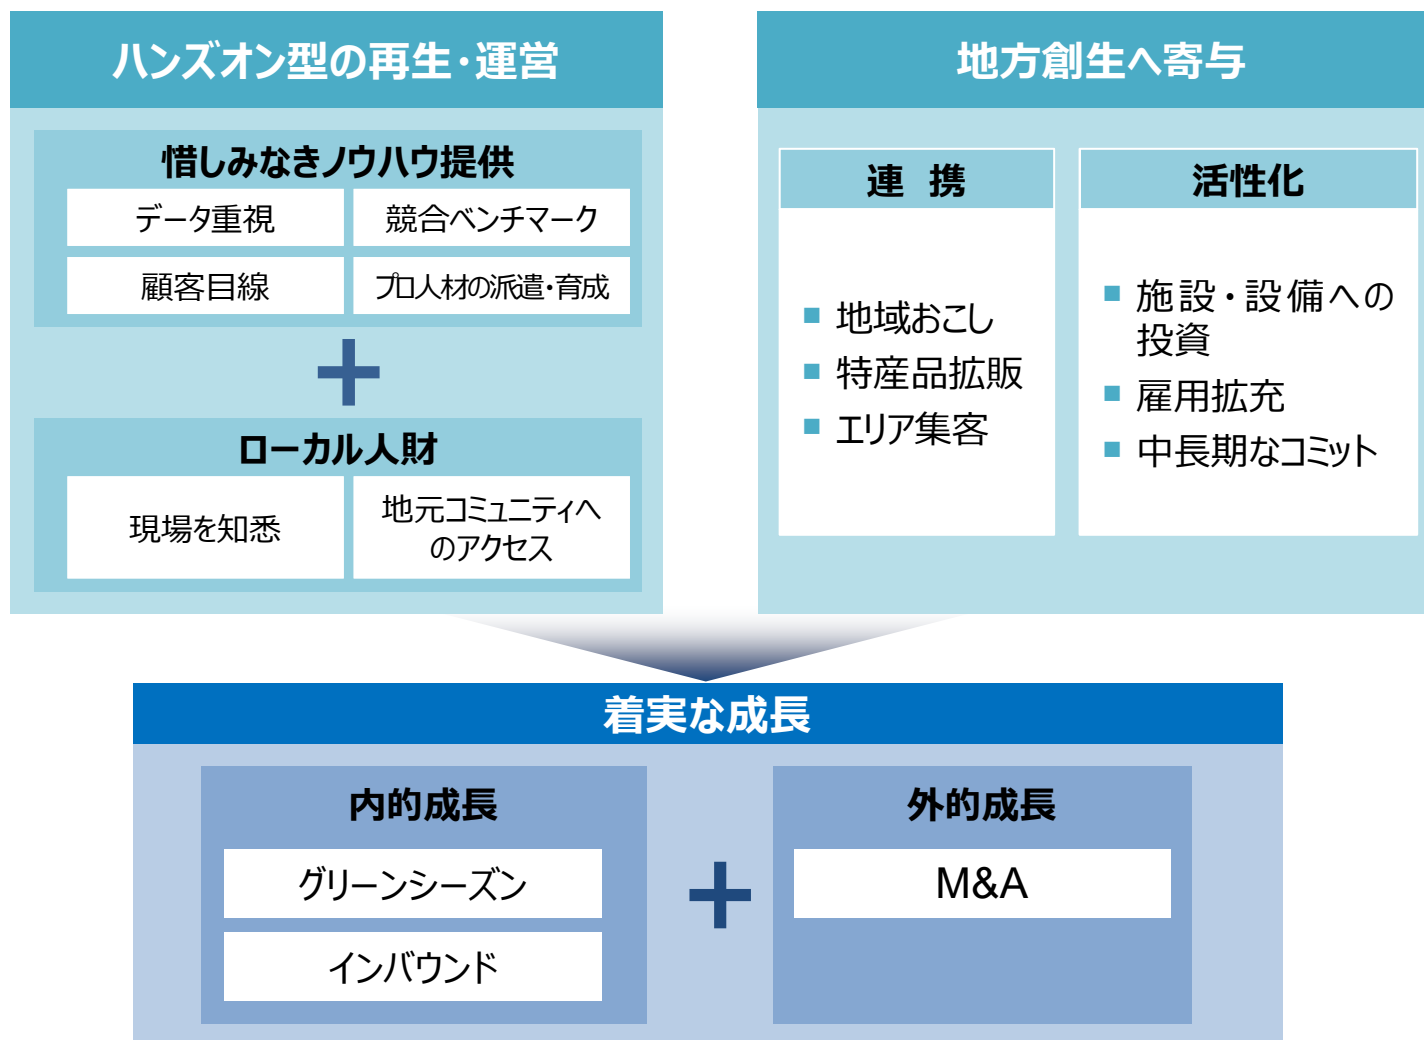 ハンズオン型の再生・運営
惜しみなきノウハウ提供
データ重視
競合ベンチマーク
顧客目線
プロ人材の派遣・育成
＋
ローカル人財
現場を知悉
地元コミュニティへ
のアクセス
地方創生へ寄与
連 携
■ 地域おこし
■ 特産品拡販
■ エリア集客
活性化
■ 施設・設備への
投資
■ 雇用拡充
■ 中長期なコミット
着実な成長
内的成長
グリーンシーズン
インバウンド
＋
外的成長
M&A